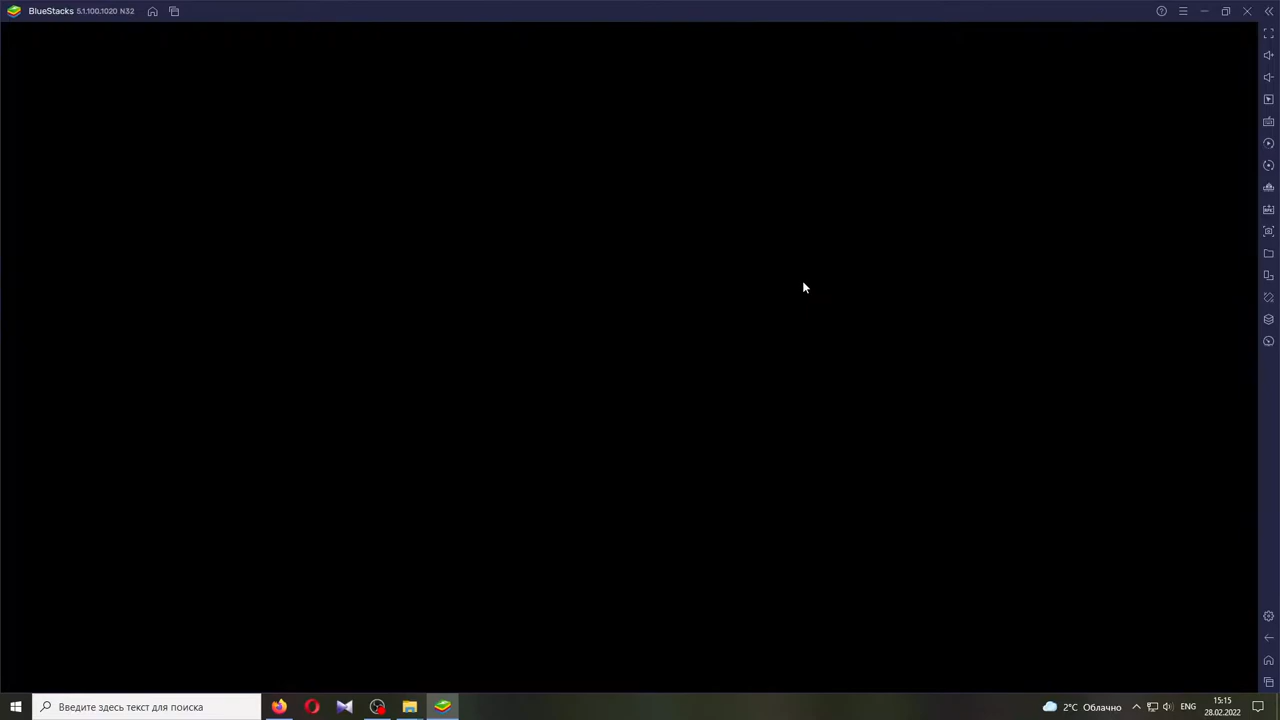 BlueStacks 5.1.100.1020 N32
Введите здесь текст для поиска
2°C Облачно
ENG
15:15
28.02.2022